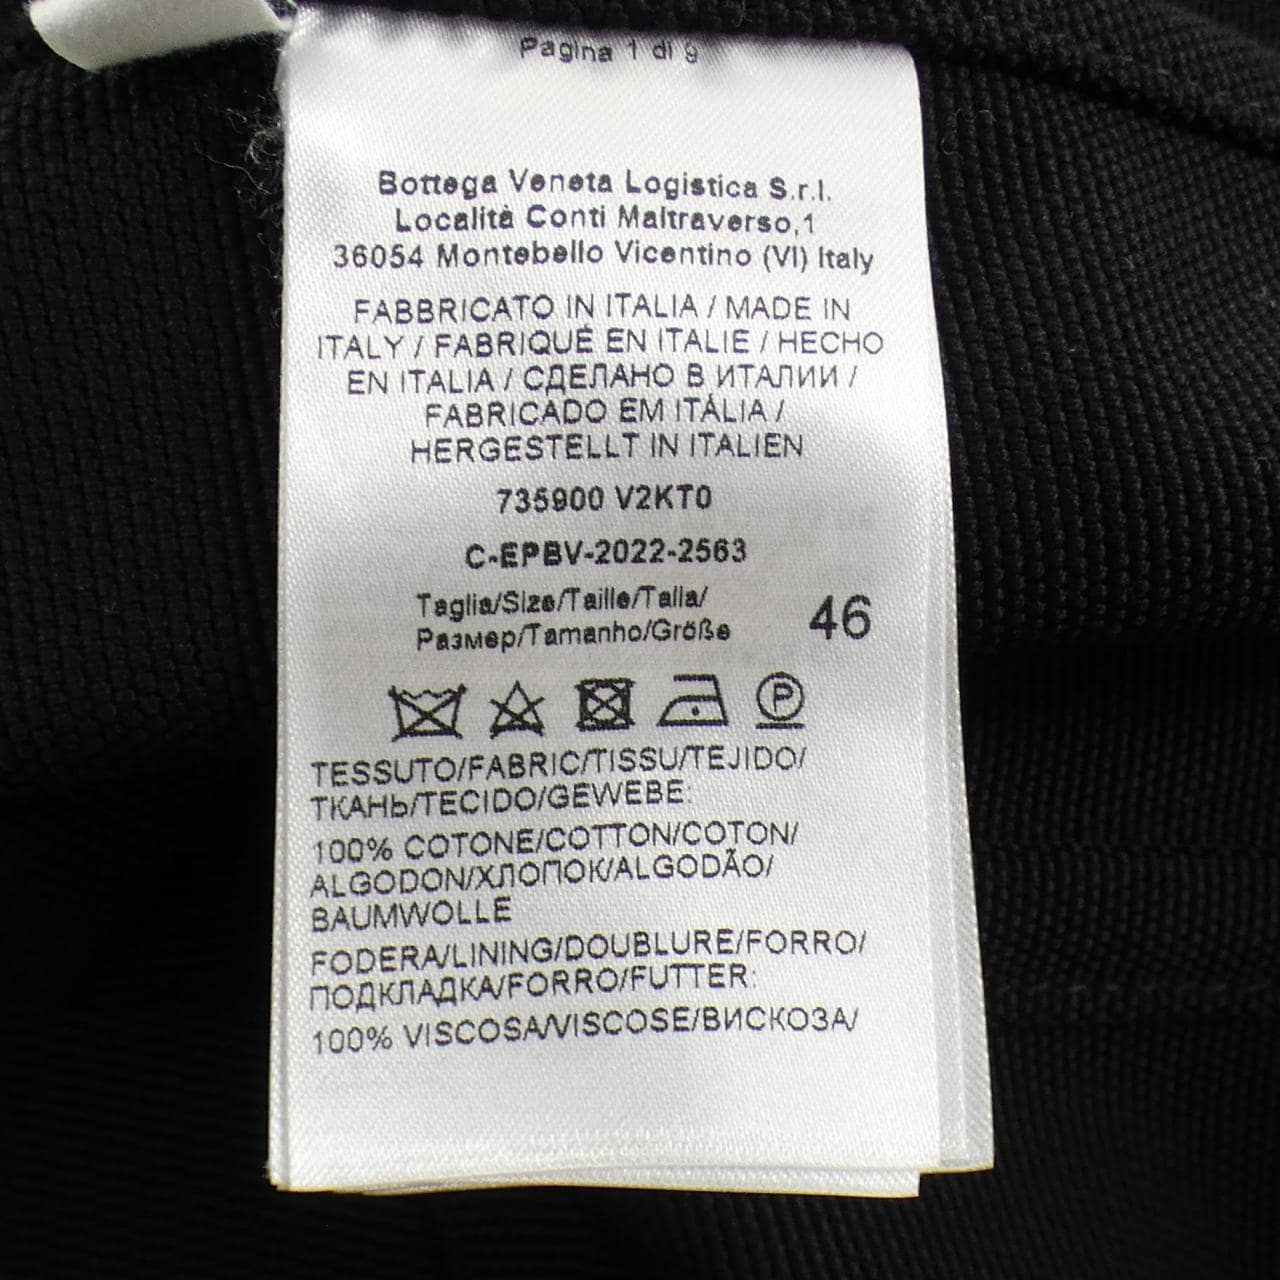 Pagina 1 di 9
Bottega Veneta Logistica S.r.l.
Località Conti Maltraverso,1
36054 Montebello Vicentino (VI) Italy
FABBRICATO IN ITALIA / MADE IN
ITALY / FABRIQUÉ EN ITALIE / HECHO
EN ITALIA / СДЕЛАНО В ИТАЛИИ /
FABRICADO EM ITÁLIA /
HERGESTELLT IN ITALIEN
735900 V2KT0
C-EPBV-2022-2563
Taglia/Size/Taille/Talla/
Размер/Tamanho/Größe
46
P
TESSUTO/FABRIC/TISSU/TEJIDO/
ТКАНЬ/TECIDO/GEWEBE:
100% COTONE/COTTON/COTON/
ALGODON/ХЛОПОК/ALGODÃO/
BAUMWOLLE
FODERA/LINING/DOUBLURE/FORRO/
ПОДКЛАДКА/FORRO/FUTTER:
100% VISCOSA/VISCOSE/ВИСКОЗА/